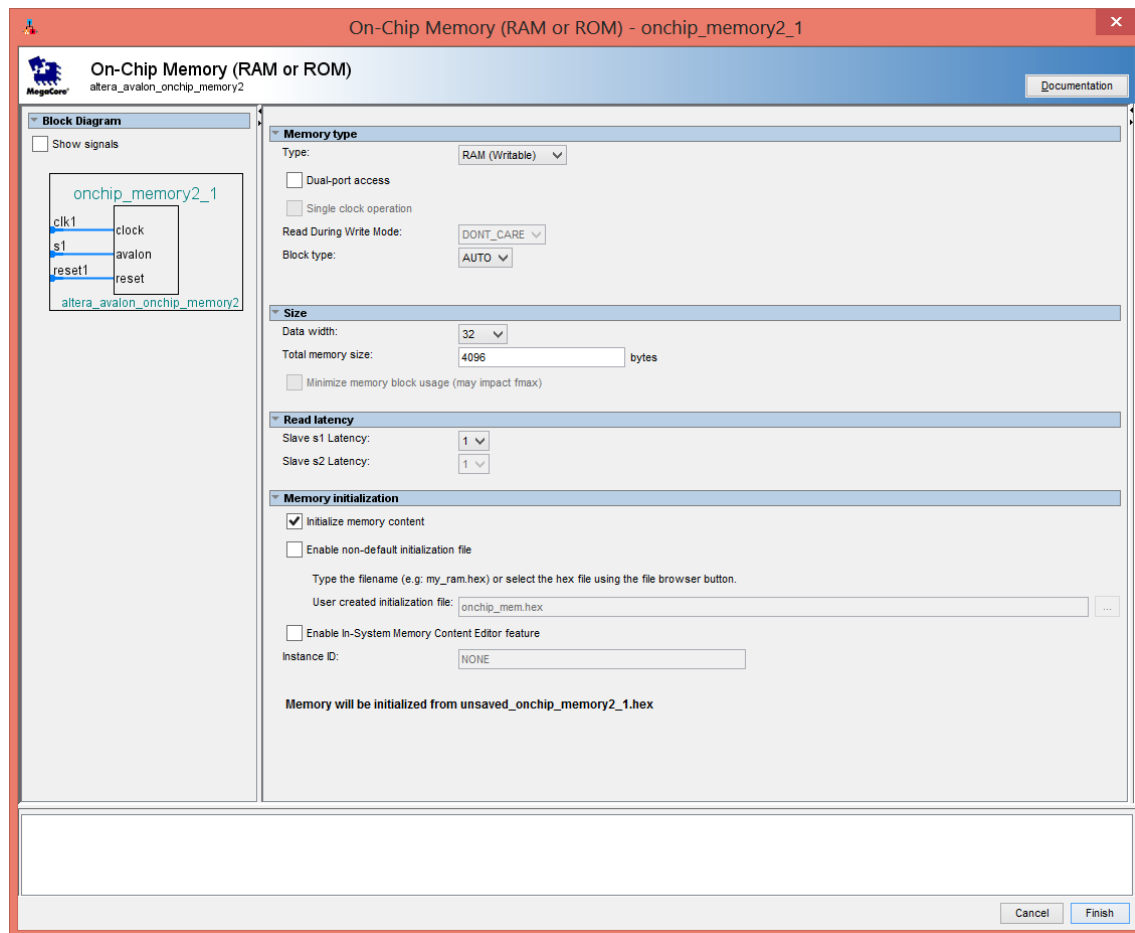 On-Chip Memory (RAM or ROM) - onchip_memory2_1
MegaCore®
On-Chip Memory (RAM or ROM)
altera_avalon_onchip_memory2
Documentation
Block Diagram
Show signals
onchip_memory2_1
clk1
clock
s1
avalon
reset1
reset
altera_avalon_onchip_memory2
Memory type
Type: RAM (Writable)
Dual-port access
Single clock operation
Read During Write Mode: DONT_CARE
Block type: AUTO
Size
Data width: 32
Total memory size: 4096 bytes
Minimize memory block usage (may impact fmax)
Read latency
Slave s1 Latency: 1
Slave s2 Latency: 1
Memory initialization
Initialize memory content
Enable non-default initialization file
Type the filename (e.g: my_ram.hex) or select the hex file using the file browser button.
User created initialization file: onchip_mem.hex ...
Enable In-System Memory Content Editor feature
Instance ID: NONE
Memory will be initialized from unsaved_onchip_memory2_1.hex
Cancel Finish